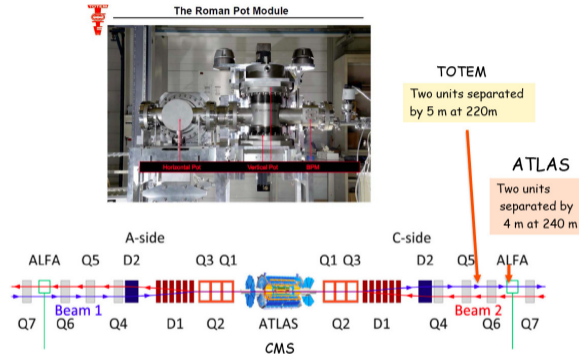 The Roman Pot Module
Horizontal Pot
Vertical Pot
BPM
TOTEM
Two units separated
by 5 m at 220m
ATLAS
Two units
separated by
4 m at 240 m
A-side
C-side
ALFA Q5 D2 Q3 Q1 Q1 Q3 D2 Q5 ALFA
Beam 1 Beam 2
Q7 Q6 Q4 D1 Q2 ATLAS Q2 D1 Q4 Q6 Q7
CMS